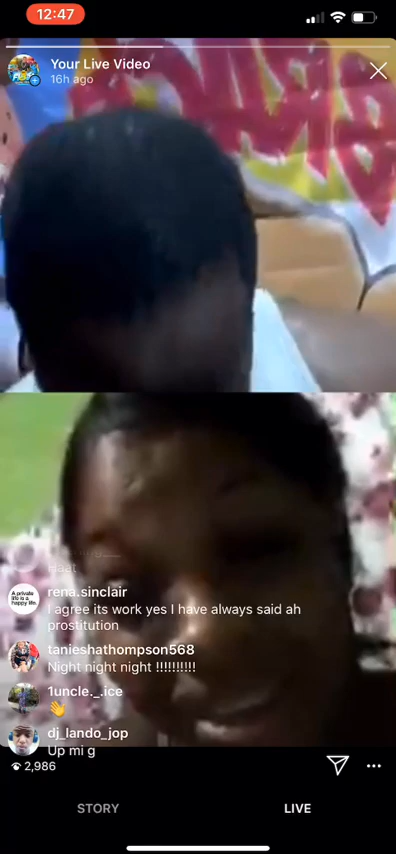 12:47
Your Live Video
16h ago
rena.sinclair
I agree its work yes I have always said ah
prostitution
tanieshathompson568
Night night night !!!!!!!!!!
1uncle._.ice
👋
dj_lando_jop
Up mi g
2,986
STORY
LIVE